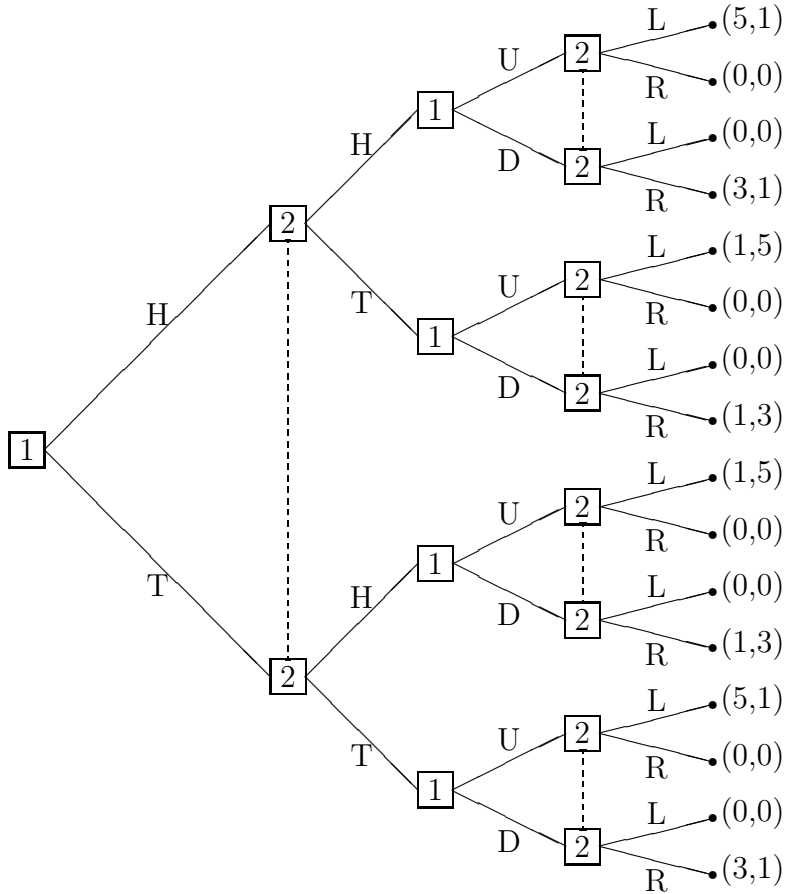 L (5,1)
U 2
R (0,0)
H 1
D 2 L (0,0)
R (3,1)
2
H
T 1
U 2 L (1,5)
R (0,0)
D 2 L (0,0)
R (1,3)
1
T
2
H 1
U 2 L (1,5)
R (0,0)
D 2 L (0,0)
R (1,3)
T 1
U 2 L (5,1)
R (0,0)
D 2 L (0,0)
R (3,1)